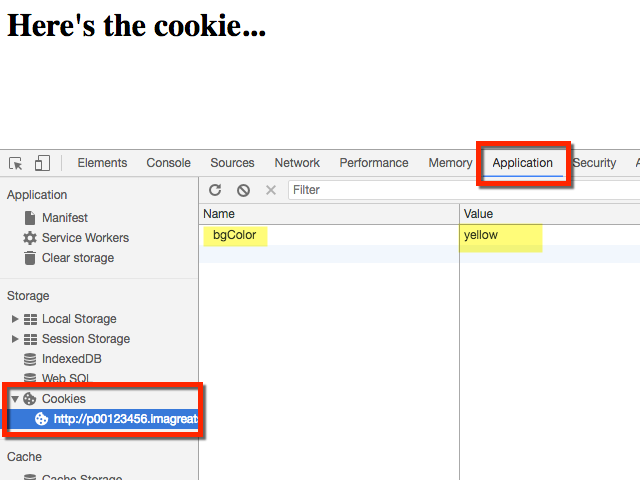 Here's the cookie...
Elements Console Sources Network Performance Memory Application Security
Application
Manifest
Service Workers
Clear storage
Filter
Name Value
bgColor yellow
Storage
Local Storage
Session Storage
IndexedDB
Web SQL
Cookies
http://p00123456.imagreat
Cache
Cache Storage